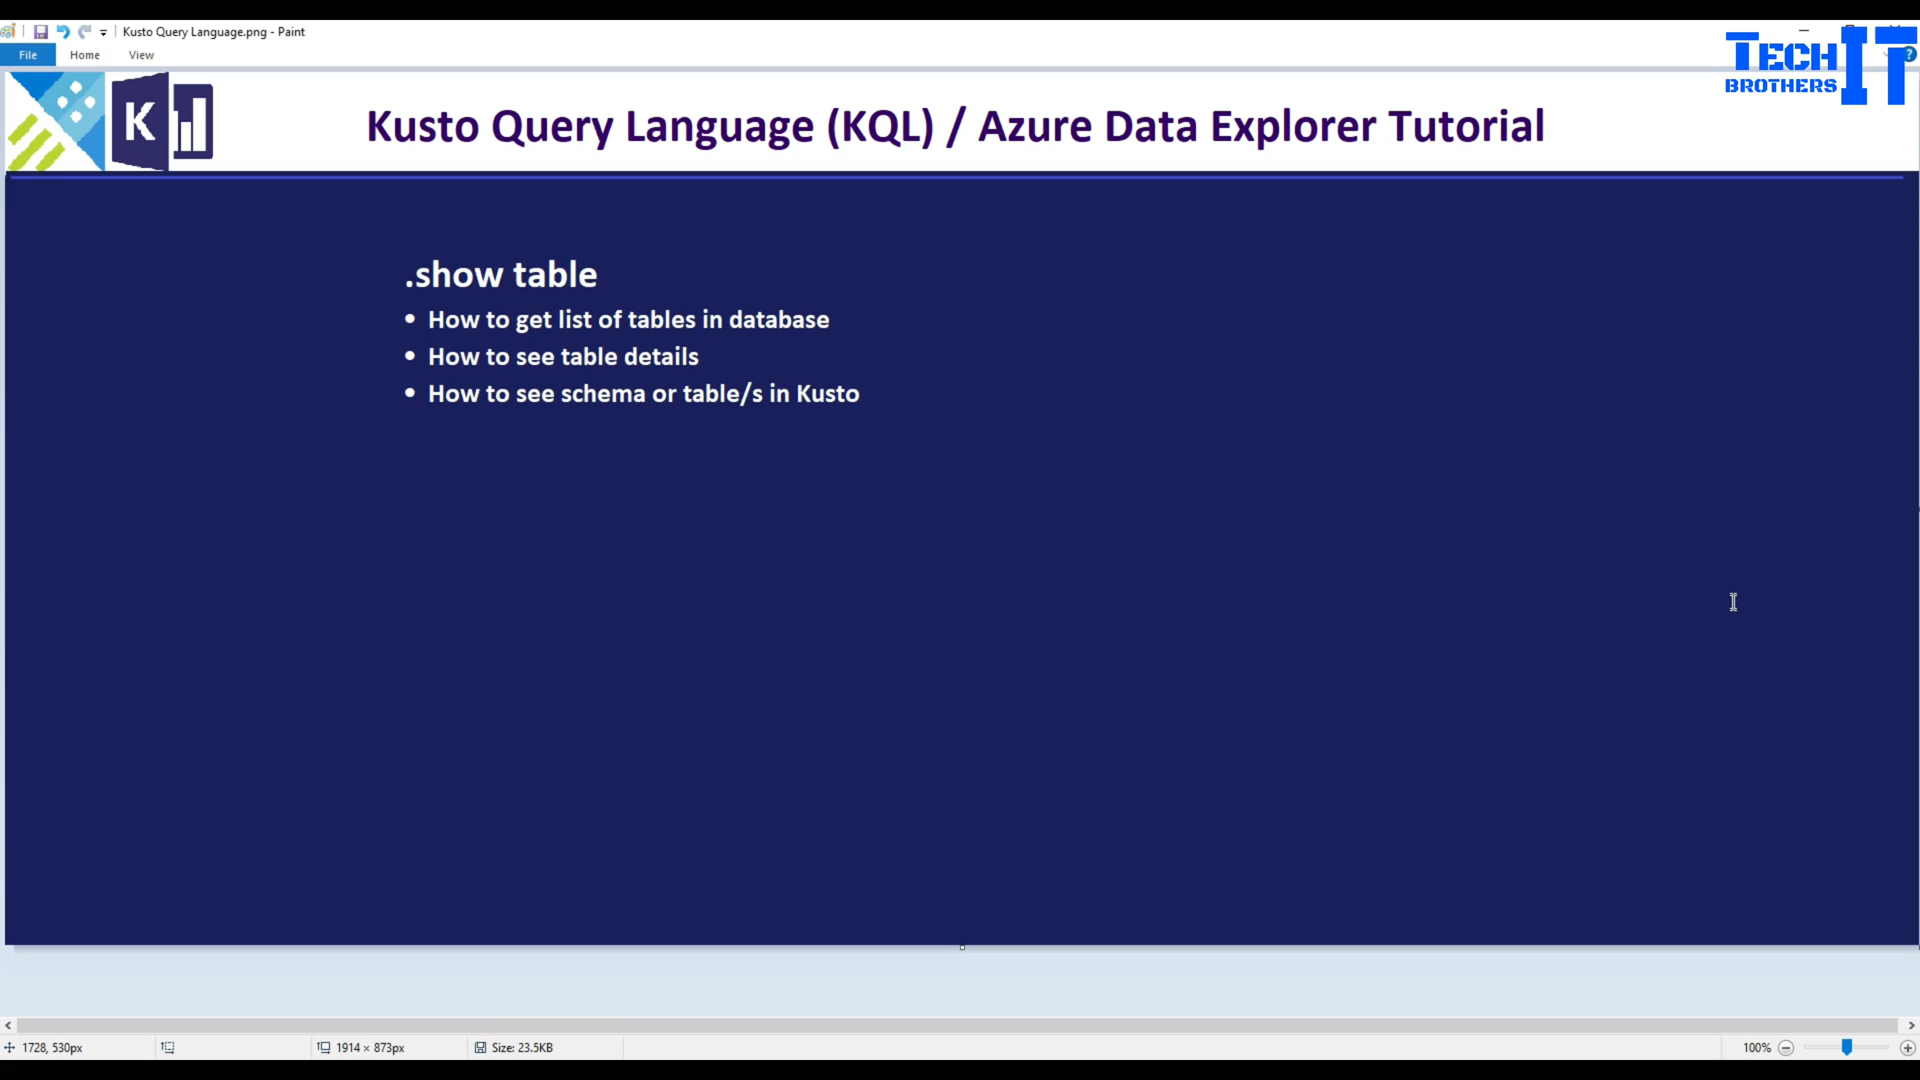 Kusto Query Language.png - Paint
File Home View
TECH IT
BROTHERS
K
Kusto Query Language (KQL) / Azure Data Explorer Tutorial
.show table
• How to get list of tables in database
• How to see table details
• How to see schema or table/s in Kusto
1728, 530px
1914 × 873px
Size: 23.5KB
100%